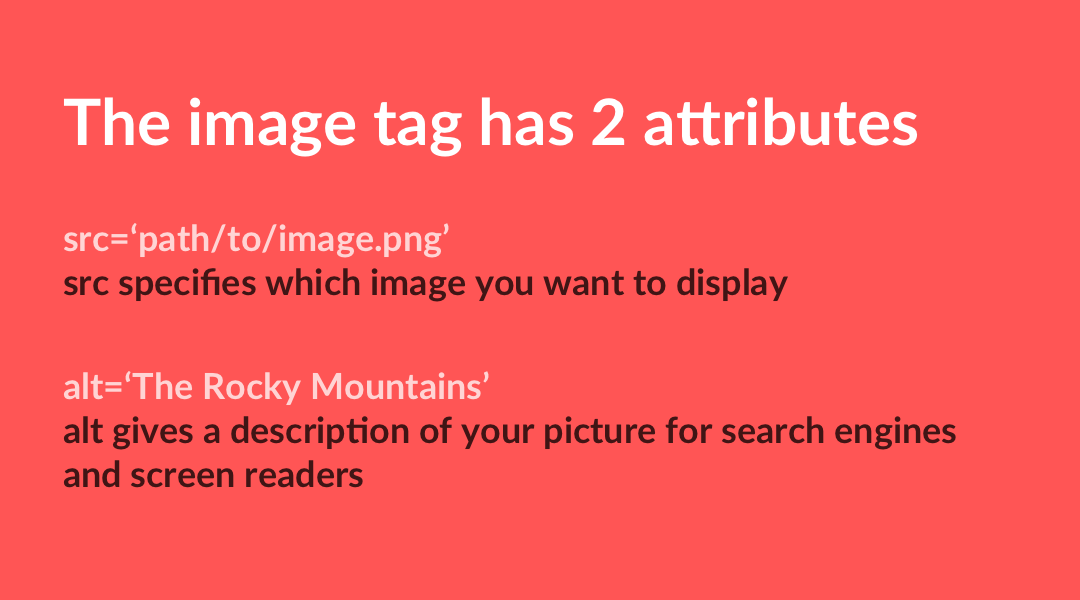 The image tag has 2 attributes
src=‘path/to/image.png’
src specifies which image you want to display
alt=‘The Rocky Mountains’
alt gives a description of your picture for search engines
and screen readers